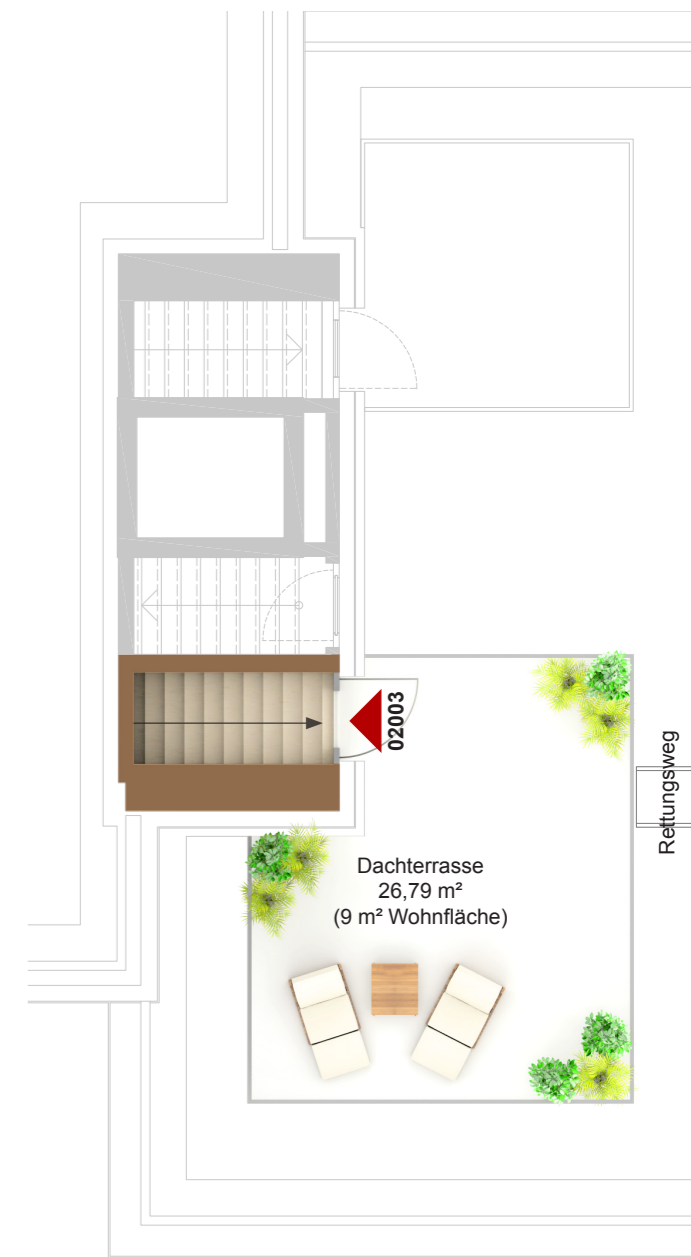 02003
Rettungsweg
Dachterrasse
26,79 m²
(9 m² Wohnfläche)